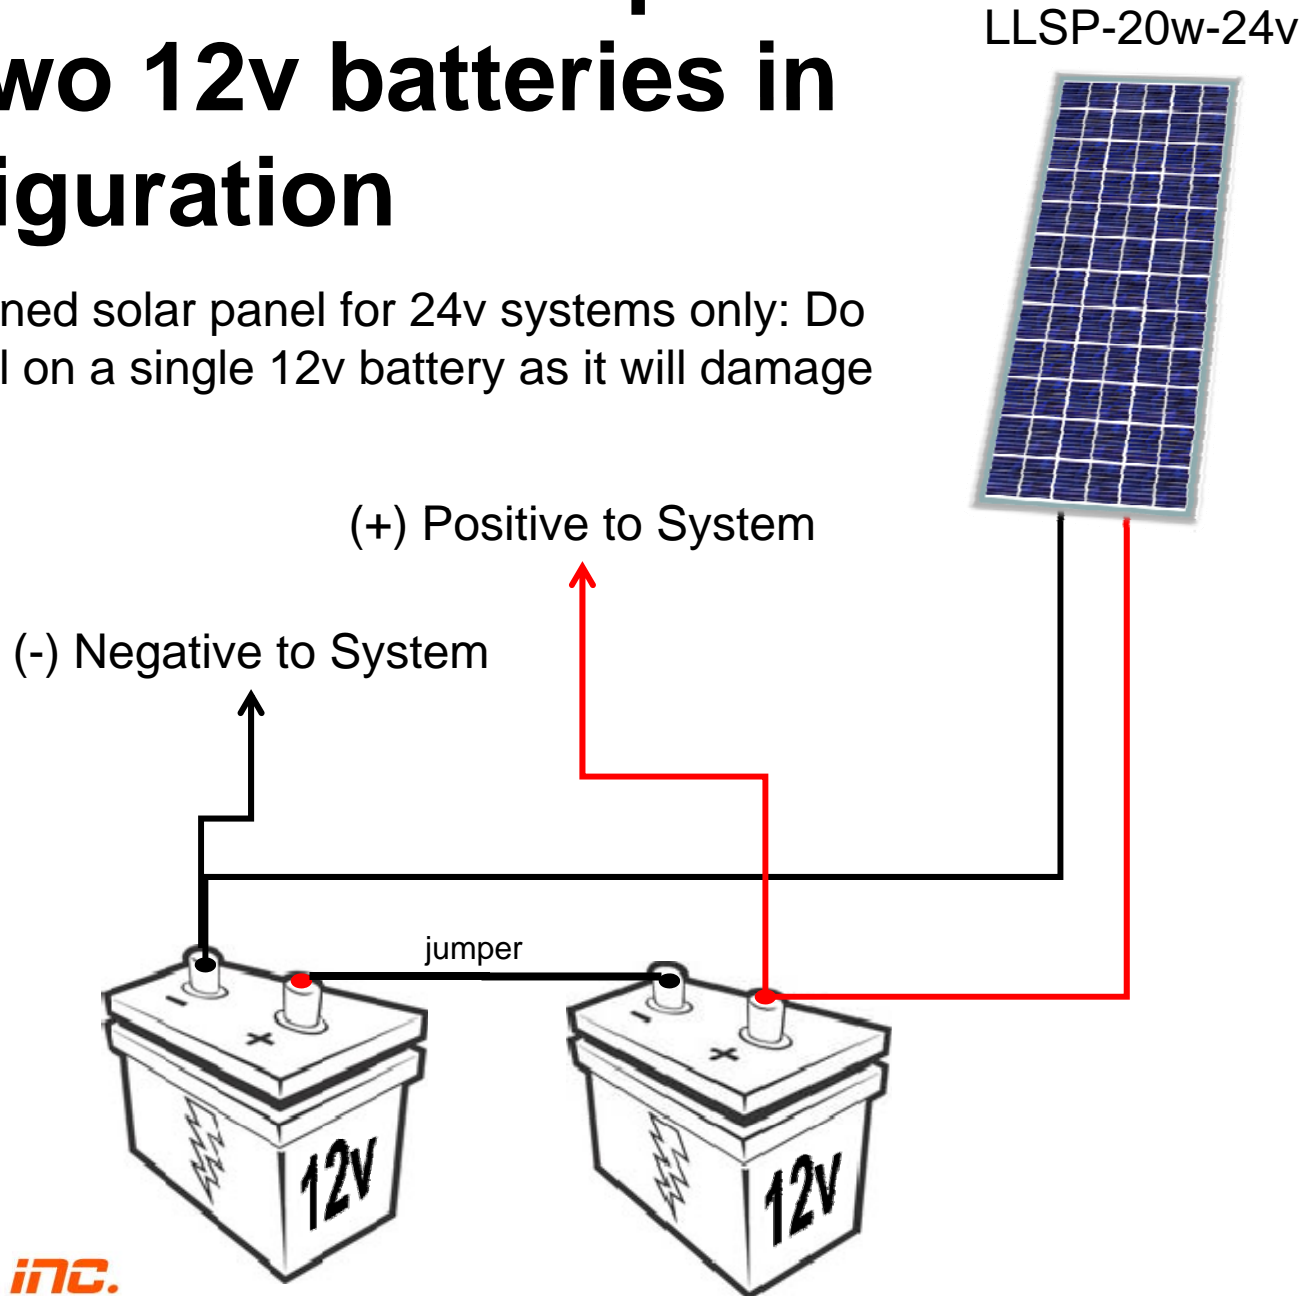 LLSP-20w-24v
wo 12v batteries in
iguration
ned solar panel for 24v systems only: Do
l on a single 12v battery as it will damage
(+) Positive to System
(-) Negative to System
jumper
- +
- +
12v
12v
inc.